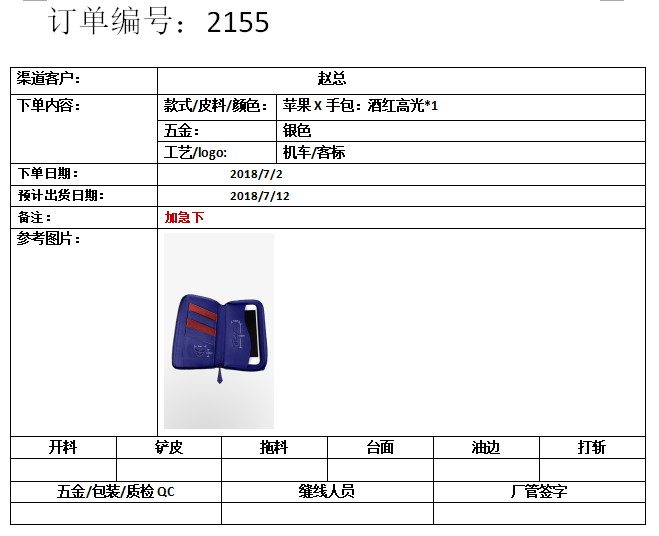 订单编号：2155
渠道客户： 赵总
下单内容： 款式/皮料/颜色： 苹果 X 手包：酒红高光*1
五金： 银色
工艺/logo: 机车/客标
下单日期： 2018/7/2
预计出货日期： 2018/7/12
备注： 加急下
参考图片：
开料 铲皮 拖料 台面 油边 打斩
五金/包装/质检 QC 缝线人员 厂管签字